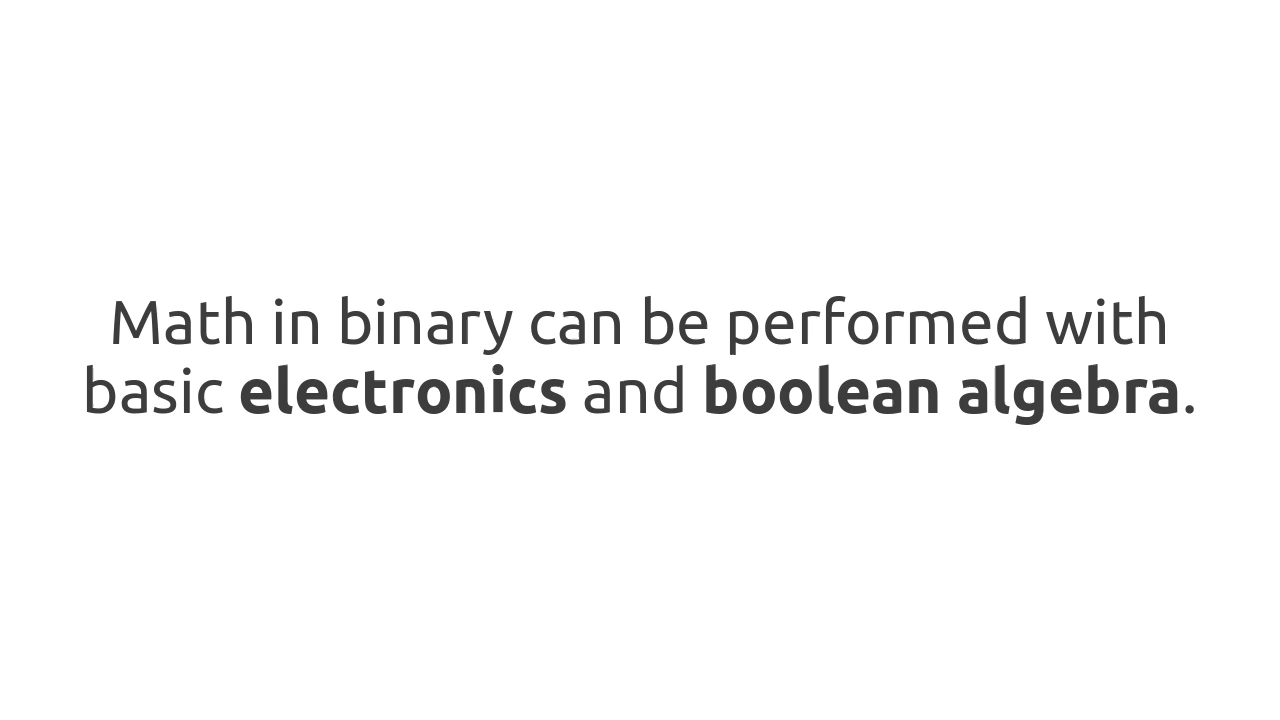 Math in binary can be performed with
basic electronics and boolean algebra.